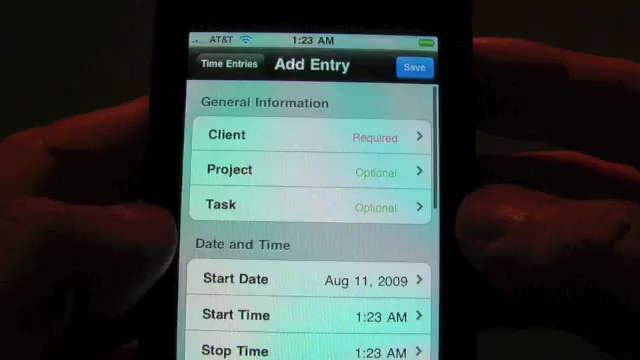 AT&T 1:23 AM
Time Entries Add Entry Save
General Information
Client Required
Project Optional
Task Optional
Date and Time
Start Date Aug 11, 2009
Start Time 1:23 AM
Stop Time 1:23 AM